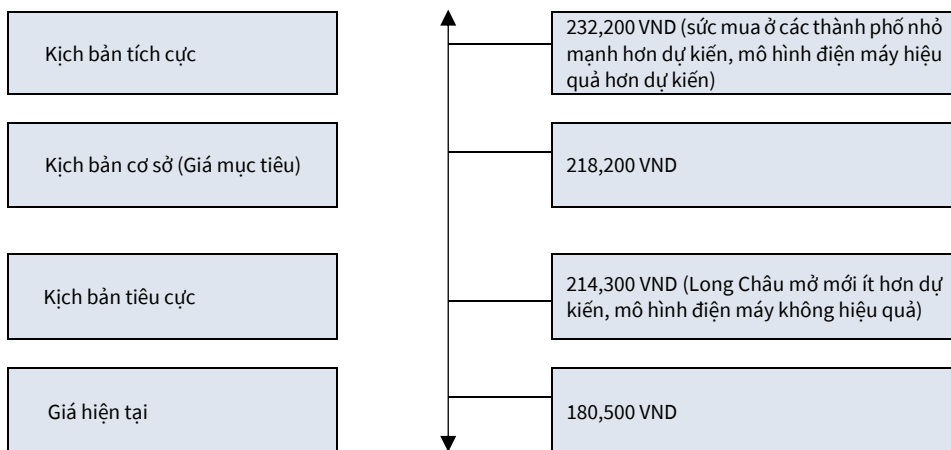 Kịch bản tích cực
232,200 VND (sức mua ở các thành phố nhỏ
mạnh hơn dự kiến, mô hình điện máy hiệu
quả hơn dự kiến)
Kịch bản cơ sở (Giá mục tiêu)
218,200 VND
Kịch bản tiêu cực
214,300 VND (Long Châu mở mới ít hơn dự
kiến, mô hình điện máy không hiệu quả)
Giá hiện tại
180,500 VND